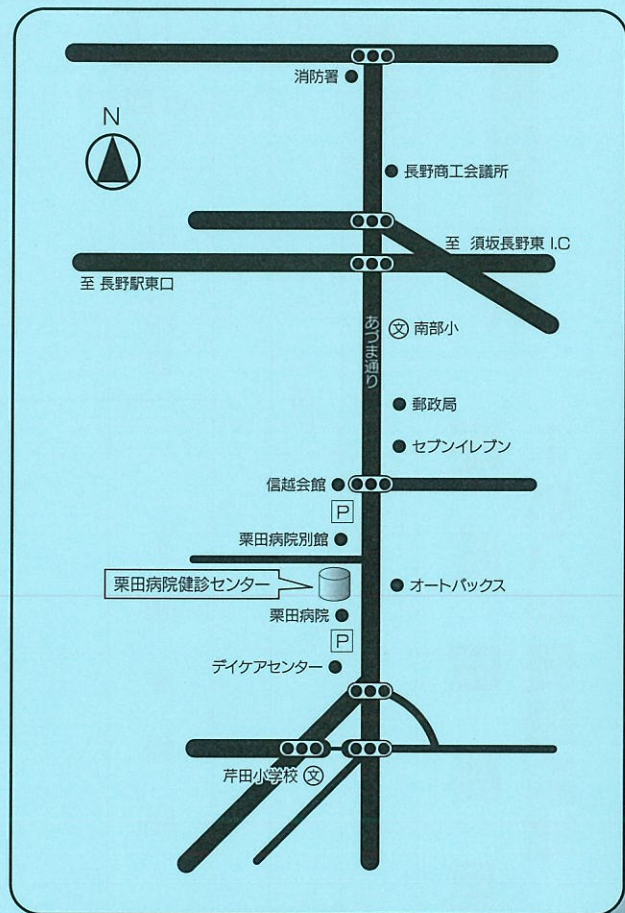 消防署
N
長野商工会議所
至 須坂長野東 I.C
至 長野駅東口
あづま通り
文 南部小
郵政局
セブンイレブン
信越会館
P
栗田病院別館
栗田病院健診センター
オートバックス
栗田病院
P
デイケアセンター
芹田小学校 文